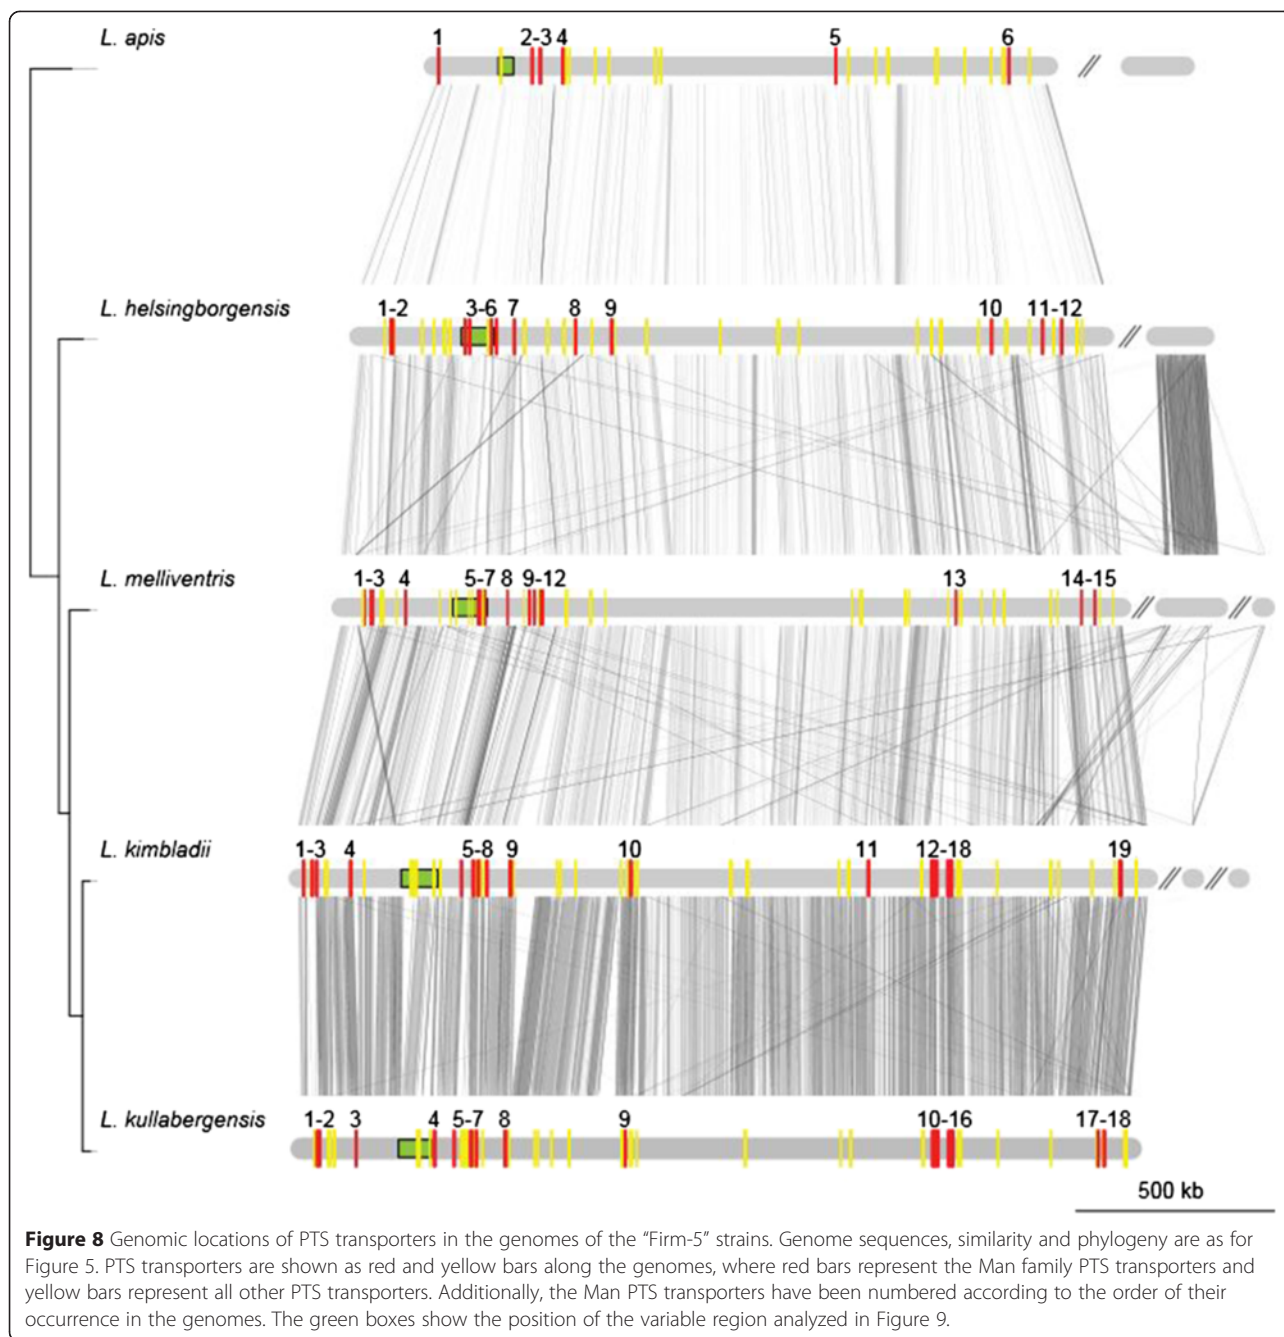 L. apis
1 2-3 4 5 6
L. helsingborgensis
1-2 3-6 7 8 9 10 11-12
L. melliventris
1-3 4 5-7 8 9-12 13 14-15
L. kimbladii
1-3 4 5-8 9 10 11 12-18 19
L. kullabergensis
1-2 3 4 5-7 8 9 10-16 17-18
500 kb
Figure 8 Genomic locations of PTS transporters in the genomes of the “Firm-5” strains. Genome sequences, similarity and phylogeny are as for
Figure 5. PTS transporters are shown as red and yellow bars along the genomes, where red bars represent the Man family PTS transporters and
yellow bars represent all other PTS transporters. Additionally, the Man PTS transporters have been numbered according to the order of their
occurrence in the genomes. The green boxes show the position of the variable region analyzed in Figure 9.